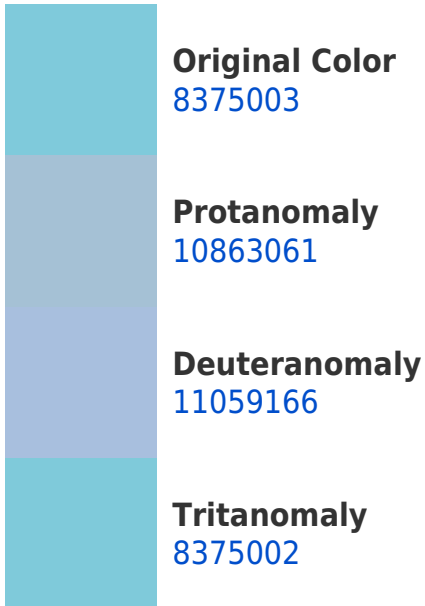 Original Color
8375003
Protanomaly
10863061
Deuteranomaly
11059166
Tritanomaly
8375002